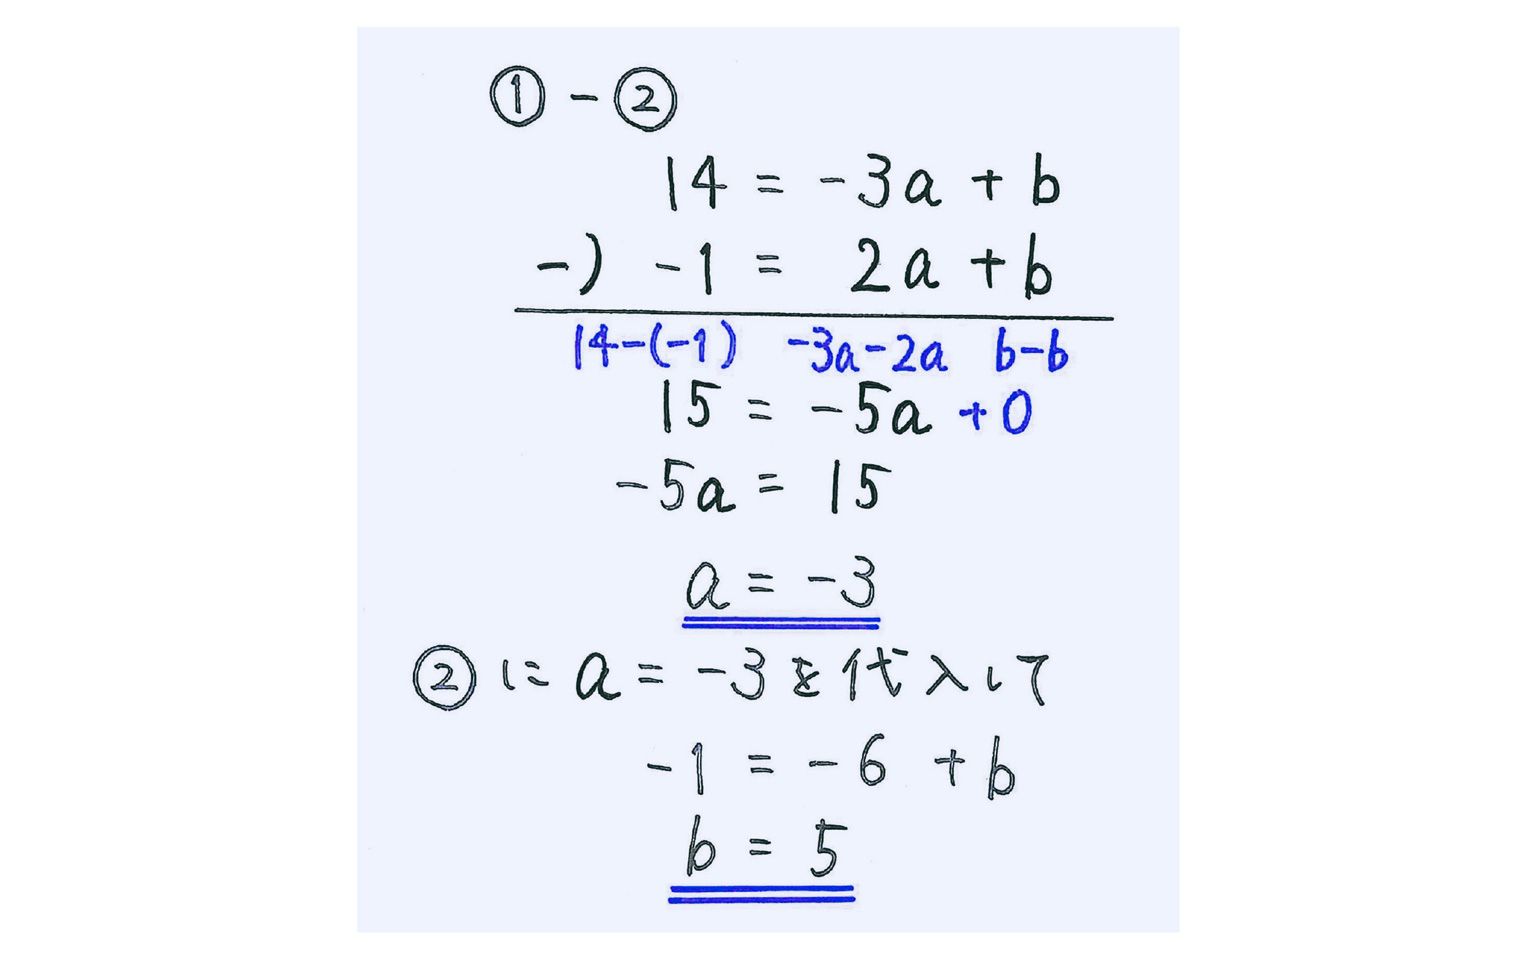 ① - ②
14 = -3a + b
-) -1 = 2a + b
14-(-1) -3a-2a b-b
15 = -5a +0
-5a = 15
a = -3
② に a = -3 を代入して
-1 = -6 + b
b = 5